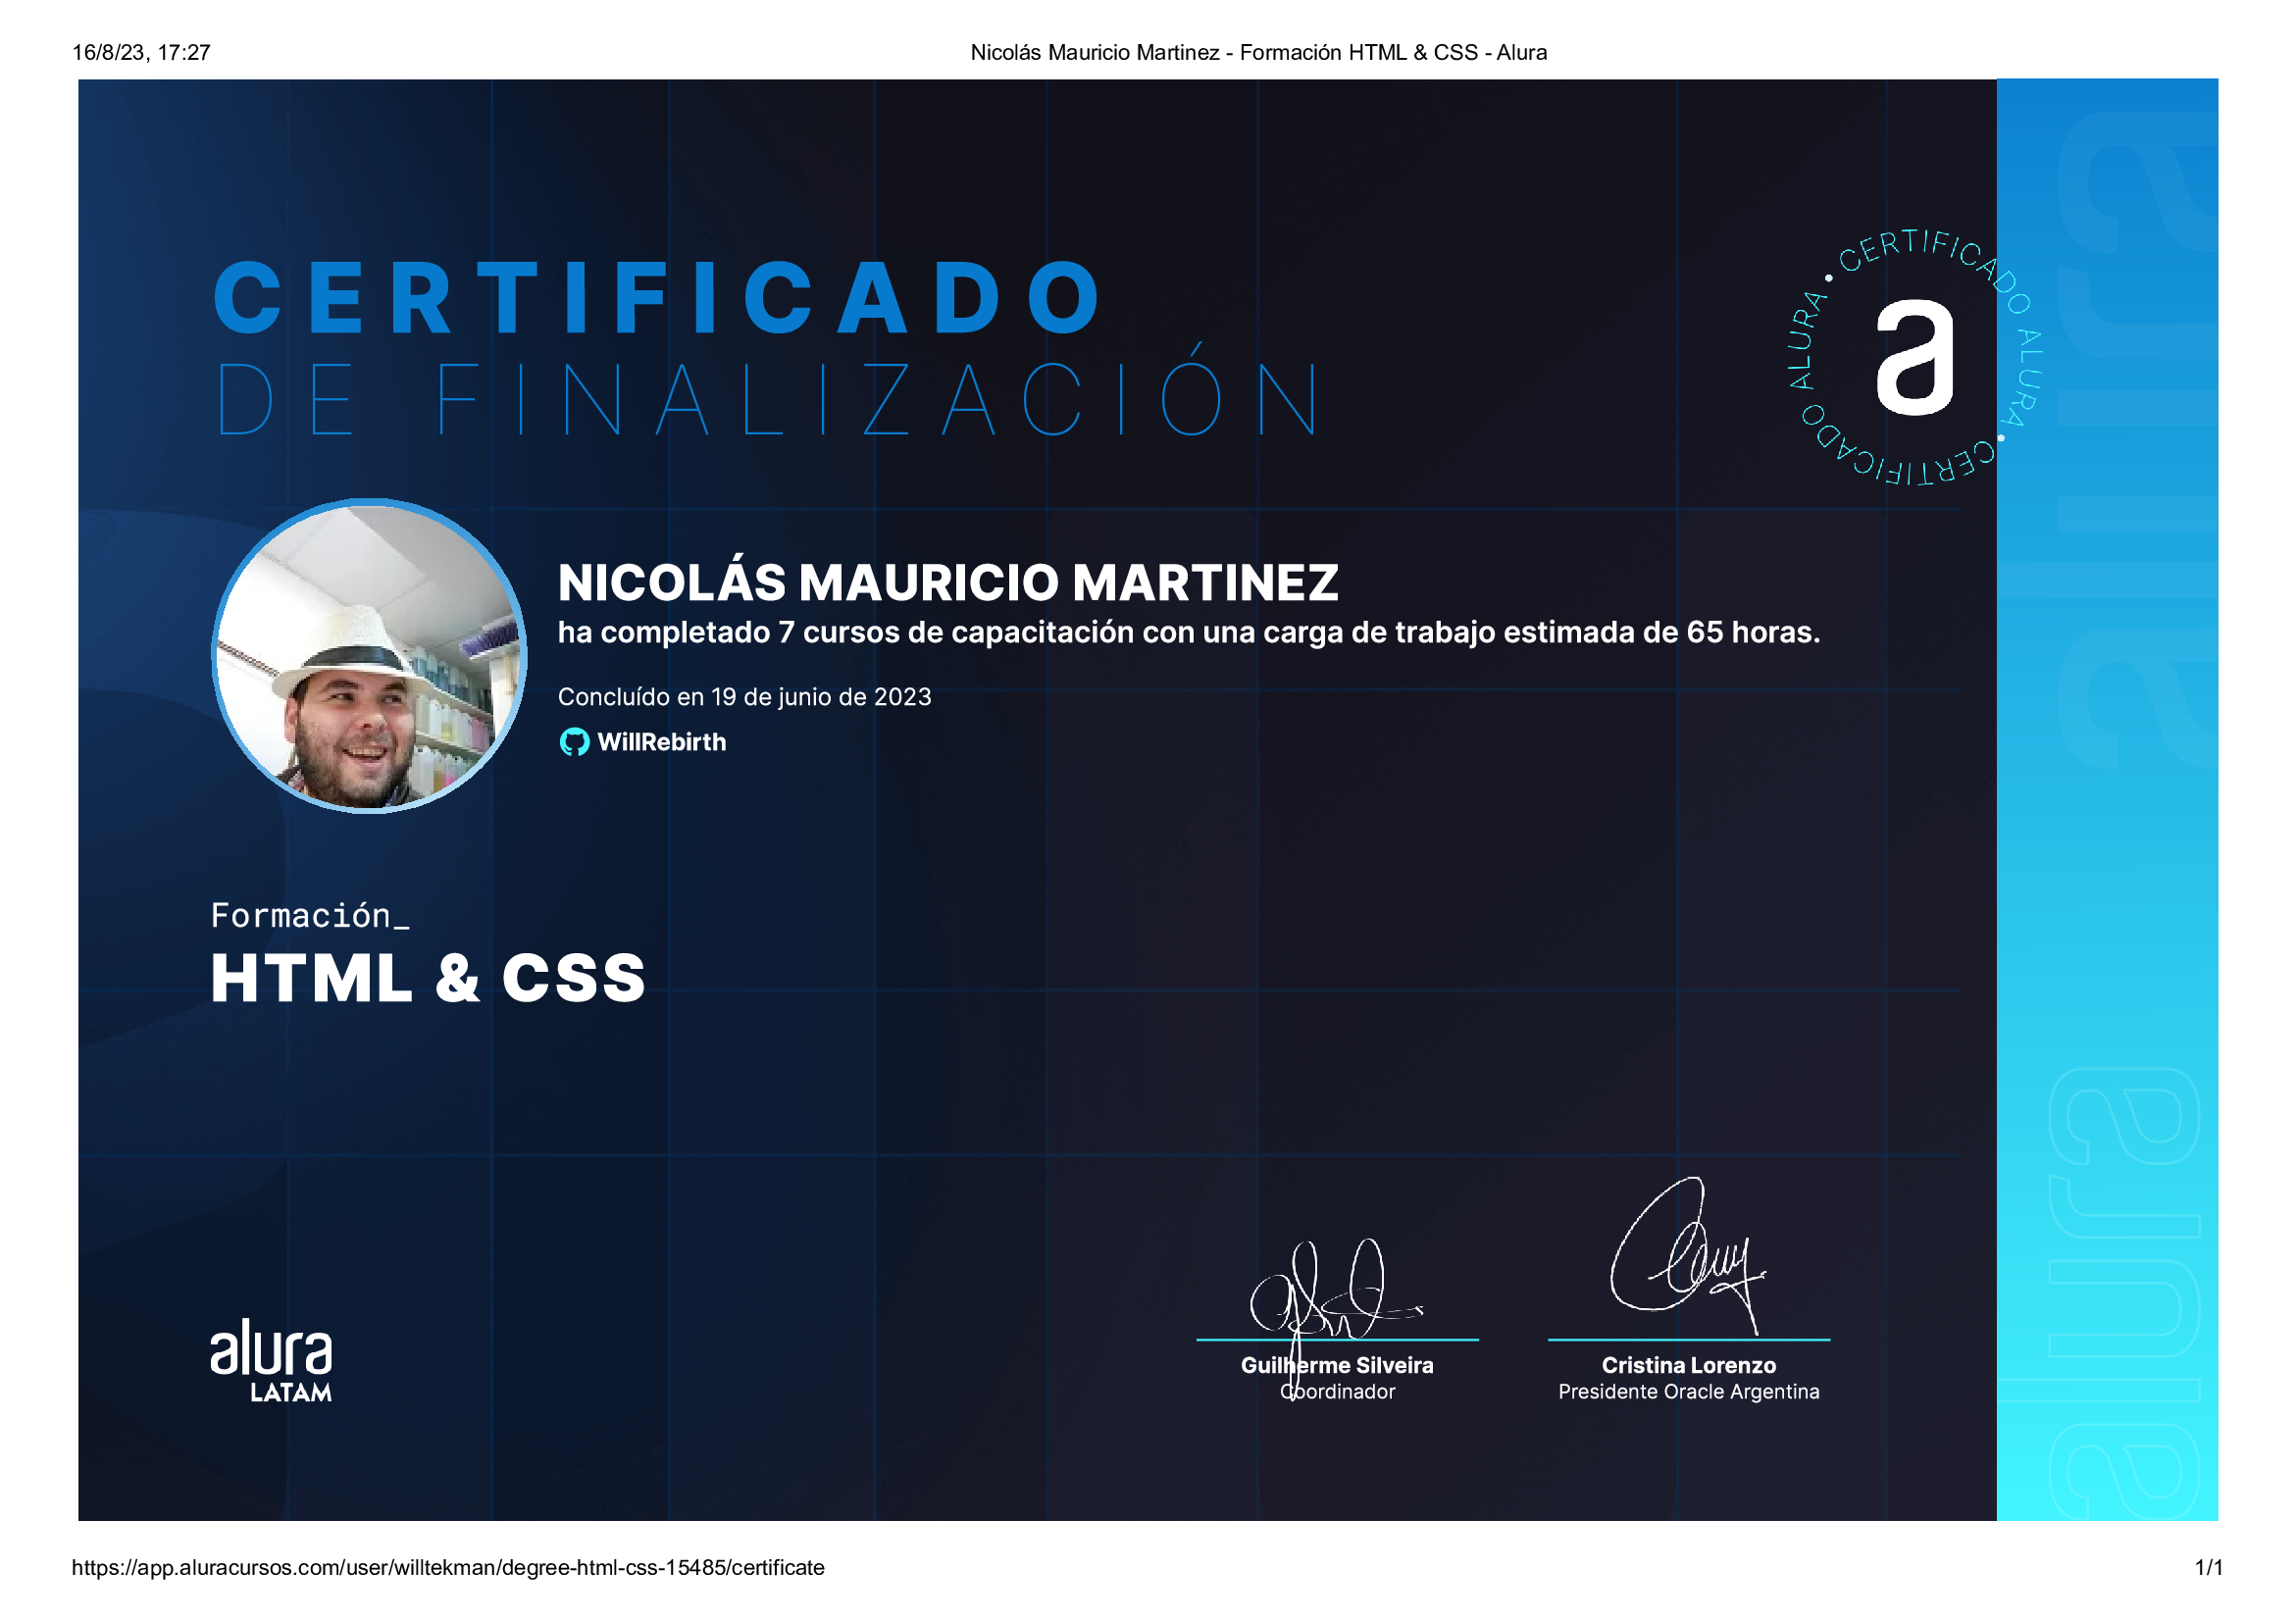 16/8/23, 17:27
Nicolás Mauricio Martinez - Formación HTML & CSS - Alura
CERTIFICADO
DE FINALIZACIÓN
CERTIFICADO ALURA • CERTIFICADO ALURA •
a
NICOLÁS MAURICIO MARTINEZ
ha completado 7 cursos de capacitación con una carga de trabajo estimada de 65 horas.
Concluído en 19 de junio de 2023
WillRebirth
Formación_
HTML & CSS
alura
LATAM
Guilherme Silveira
Coordinador
Cristina Lorenzo
Presidente Oracle Argentina
alura
alura
alura
https://app.aluracursos.com/user/willtekman/degree-html-css-15485/certificate
1/1